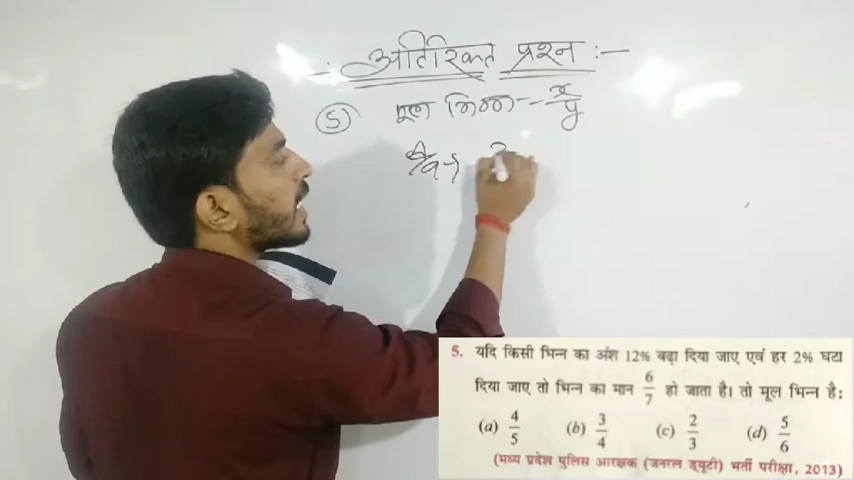 -: अतिरिक्त प्रश्न :-
(5) मूल भिन्न -- x/y
5. यदि किसी भिन्न का अंश 12% बढ़ा दिया जाए एवं हर 2% घटा
दिया जाए तो भिन्न का मान 6/7 हो जाता है। तो मूल भिन्न है:
(a) 4/5 (b) 3/4 (c) 2/3 (d) 5/6
(मध्य प्रदेश पुलिस आरक्षक (जनरल ड्यूटी) भर्ती परीक्षा, 2013)